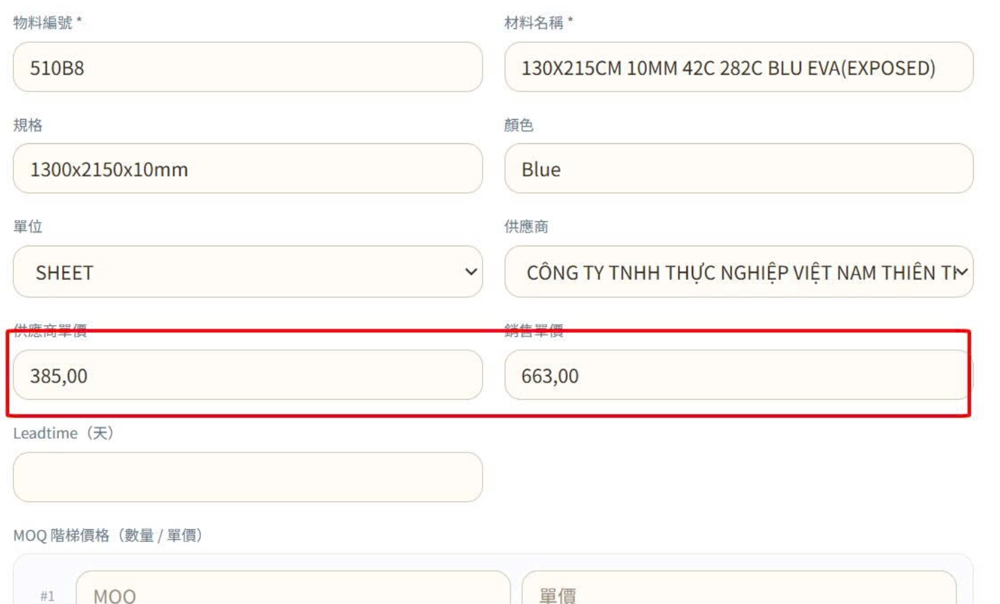 物料編號 *
材料名稱 *
510B8
130X215CM 10MM 42C 282C BLU EVA(EXPOSED)
規格
顏色
1300x2150x10mm
Blue
單位
供應商
SHEET
CÔNG TY TNHH THỰC NGHIỆP VIỆT NAM THIÊN
供應商單價
銷售單價
385,00
663,00
Leadtime（天）
MOQ 階梯價格（數量 / 單價）
#1
MOQ
單價